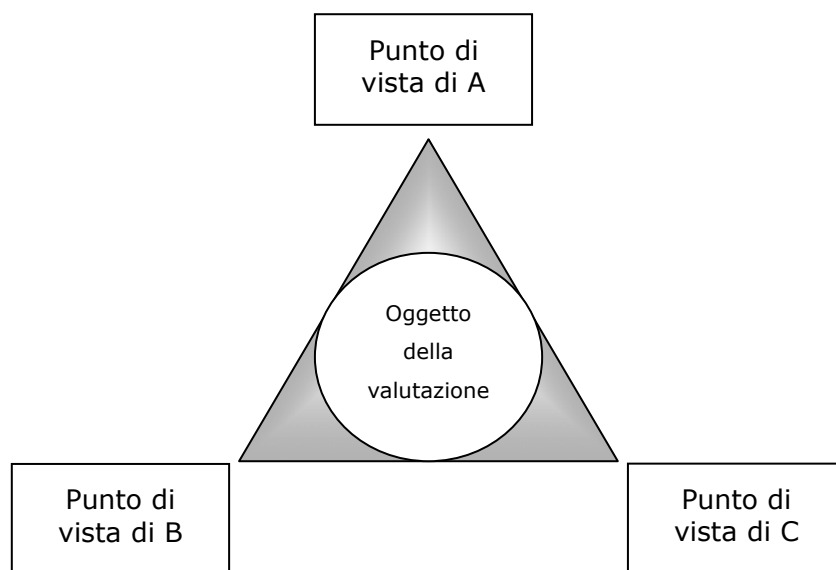 Punto di
vista di A
Oggetto
della
valutazione
Punto di
vista di B
Punto di
vista di C